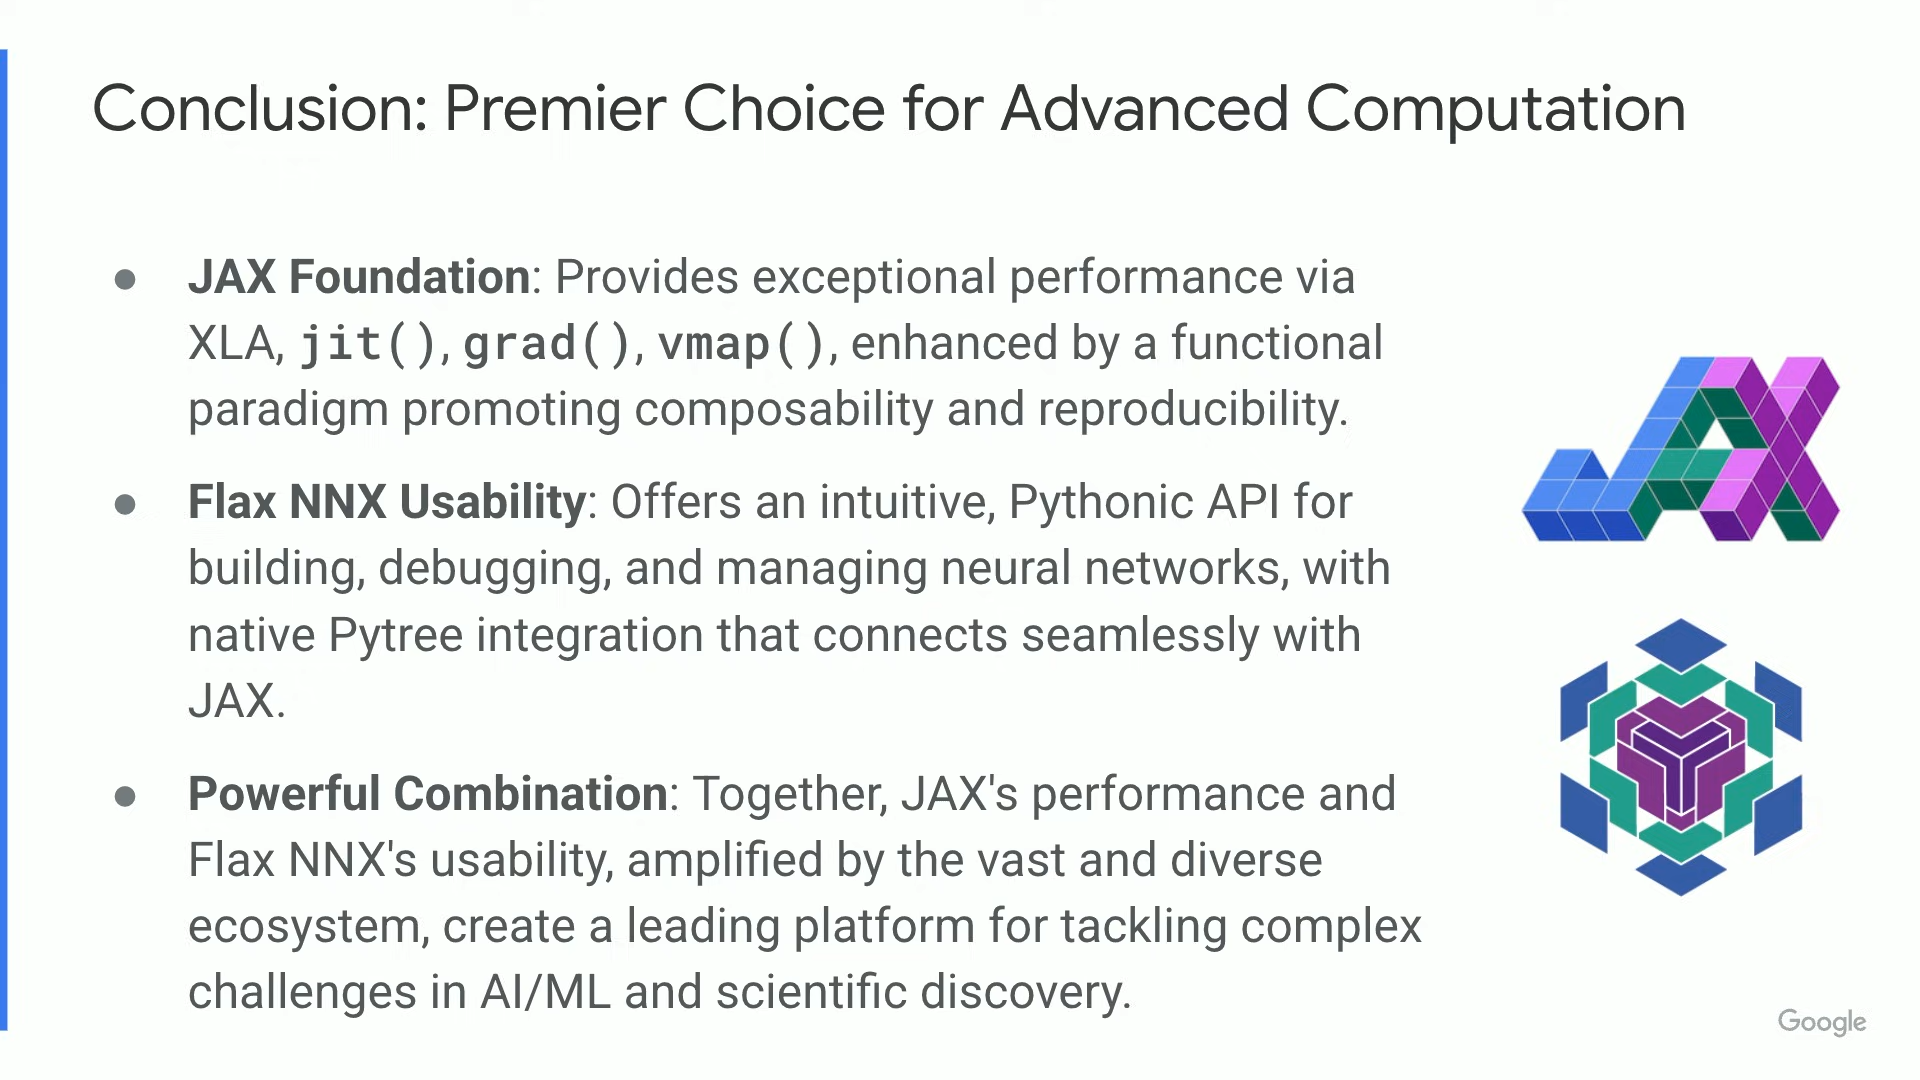 Conclusion: Premier Choice for Advanced Computation
● JAX Foundation: Provides exceptional performance via
XLA, jit(), grad(), vmap(), enhanced by a functional
paradigm promoting composability and reproducibility.
● Flax NNX Usability: Offers an intuitive, Pythonic API for
building, debugging, and managing neural networks, with
native Pytree integration that connects seamlessly with
JAX.
● Powerful Combination: Together, JAX's performance and
Flax NNX's usability, amplified by the vast and diverse
ecosystem, create a leading platform for tackling complex
challenges in AI/ML and scientific discovery.
JAX
Google